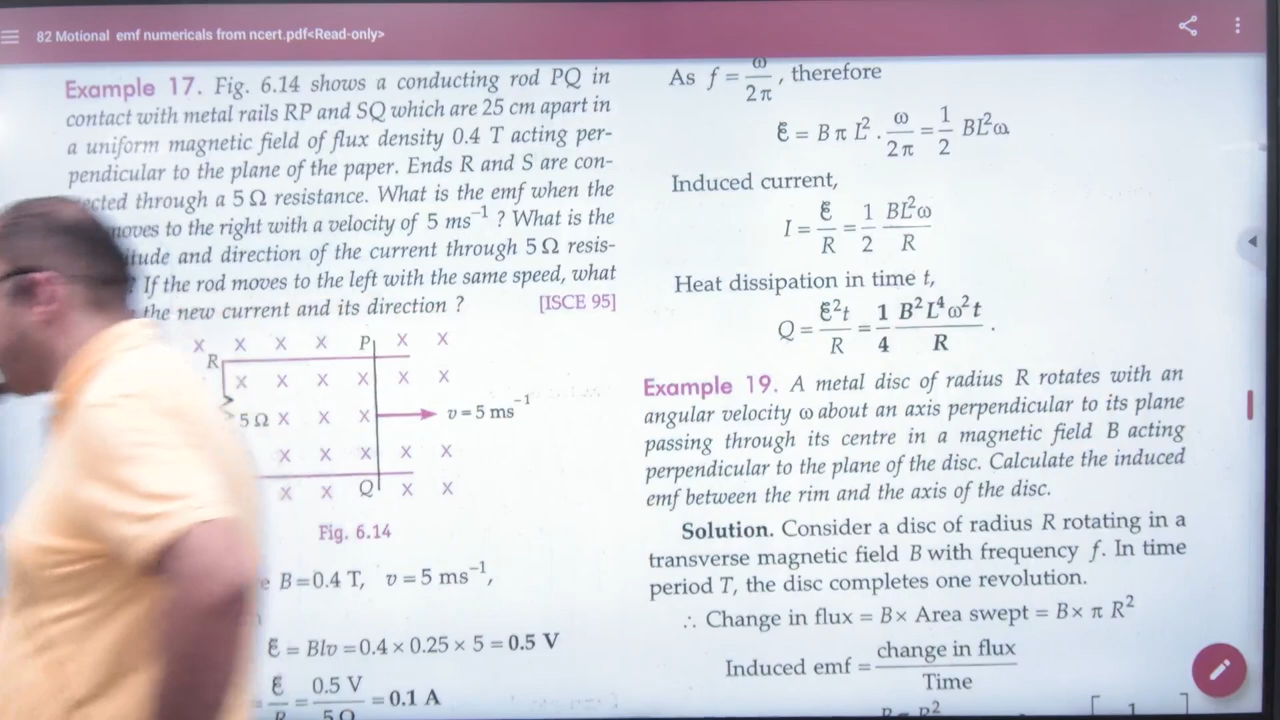 82 Motional emf numericals from ncert.pdf<Read-only>
Example 17. Fig. 6.14 shows a conducting rod PQ in
contact with metal rails RP and SQ which are 25 cm apart in
a uniform magnetic field of flux density 0.4 T acting per-
pendicular to the plane of the paper. Ends R and S are con-
ected through a 5 Ω resistance. What is the emf when the
moves to the right with a velocity of 5 ms⁻¹ ? What is the
tude and direction of the current through 5 Ω resis-
? If the rod moves to the left with the same speed, what
the new current and its direction ? [ISCE 95]
X X X X P X X
R
X X X X X X
5 Ω X X X v = 5 ms⁻¹
X X X X X
X X Q X X
Fig. 6.14
e B = 0.4 T, v = 5 ms⁻¹,
ℰ = Blv = 0.4 × 0.25 × 5 = 0.5 V
= ℰ/R = 0.5 V/5 Ω = 0.1 A
As f = ω/2π , therefore
ℰ = B π L² . ω/2π = 1/2 BL²ω
Induced current,
I = ℰ/R = 1/2 BL²ω/R
Heat dissipation in time t,
Q = ℰ²t/R = 1/4 B²L⁴ω²t/R .
Example 19. A metal disc of radius R rotates with an
angular velocity ω about an axis perpendicular to its plane
passing through its centre in a magnetic field B acting
perpendicular to the plane of the disc. Calculate the induced
emf between the rim and the axis of the disc.
Solution. Consider a disc of radius R rotating in a
transverse magnetic field B with frequency f. In time
period T, the disc completes one revolution.
∴ Change in flux = B × Area swept = B × π R²
Induced emf = change in flux/Time